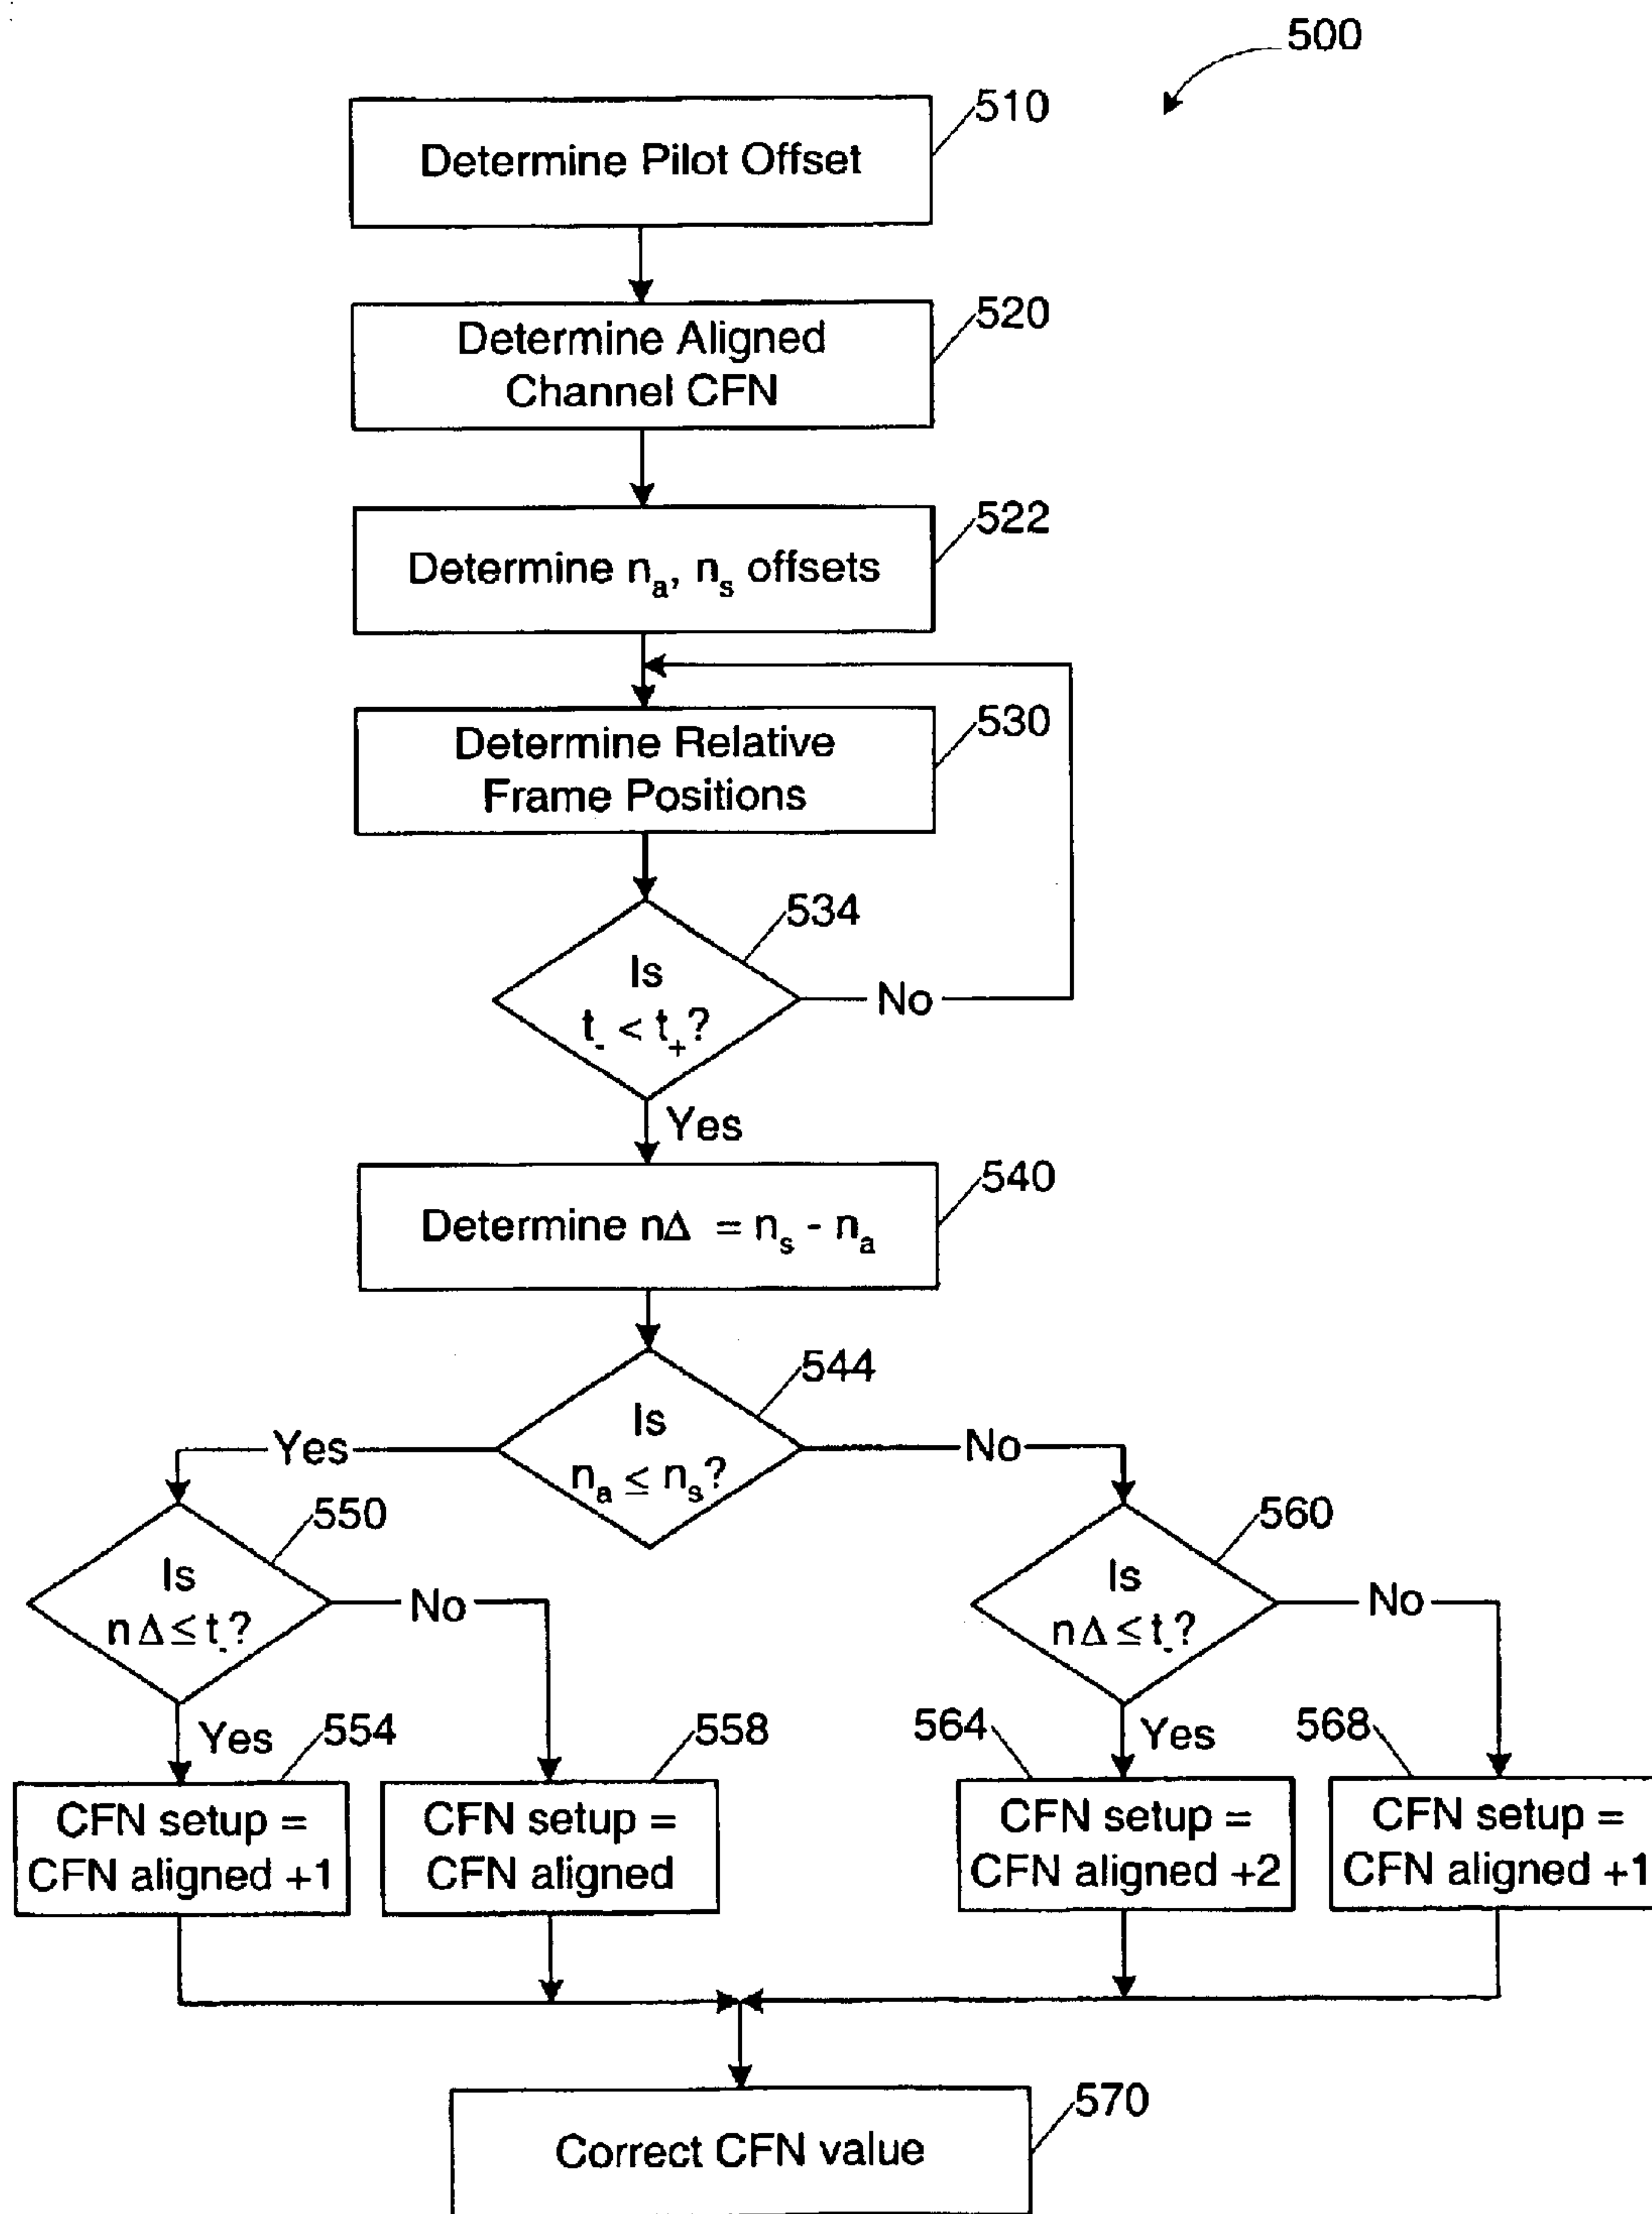 500
510
Determine Pilot Offset
520
Determine Aligned
Channel CFN
522
Determine nₐ, nₛ offsets
530
Determine Relative
Frame Positions
534
Is
t₋ < t₊?
No
Yes
540
Determine nΔ = nₛ - nₐ
544
Is
nₐ ≤ nₛ?
Yes
No
550
Is
nΔ ≤ t₋?
No
560
Is
nΔ ≤ t₋?
No
Yes
554
CFN setup =
CFN aligned +1
558
CFN setup =
CFN aligned
Yes
564
CFN setup =
CFN aligned +2
568
CFN setup =
CFN aligned +1
570
Correct CFN value